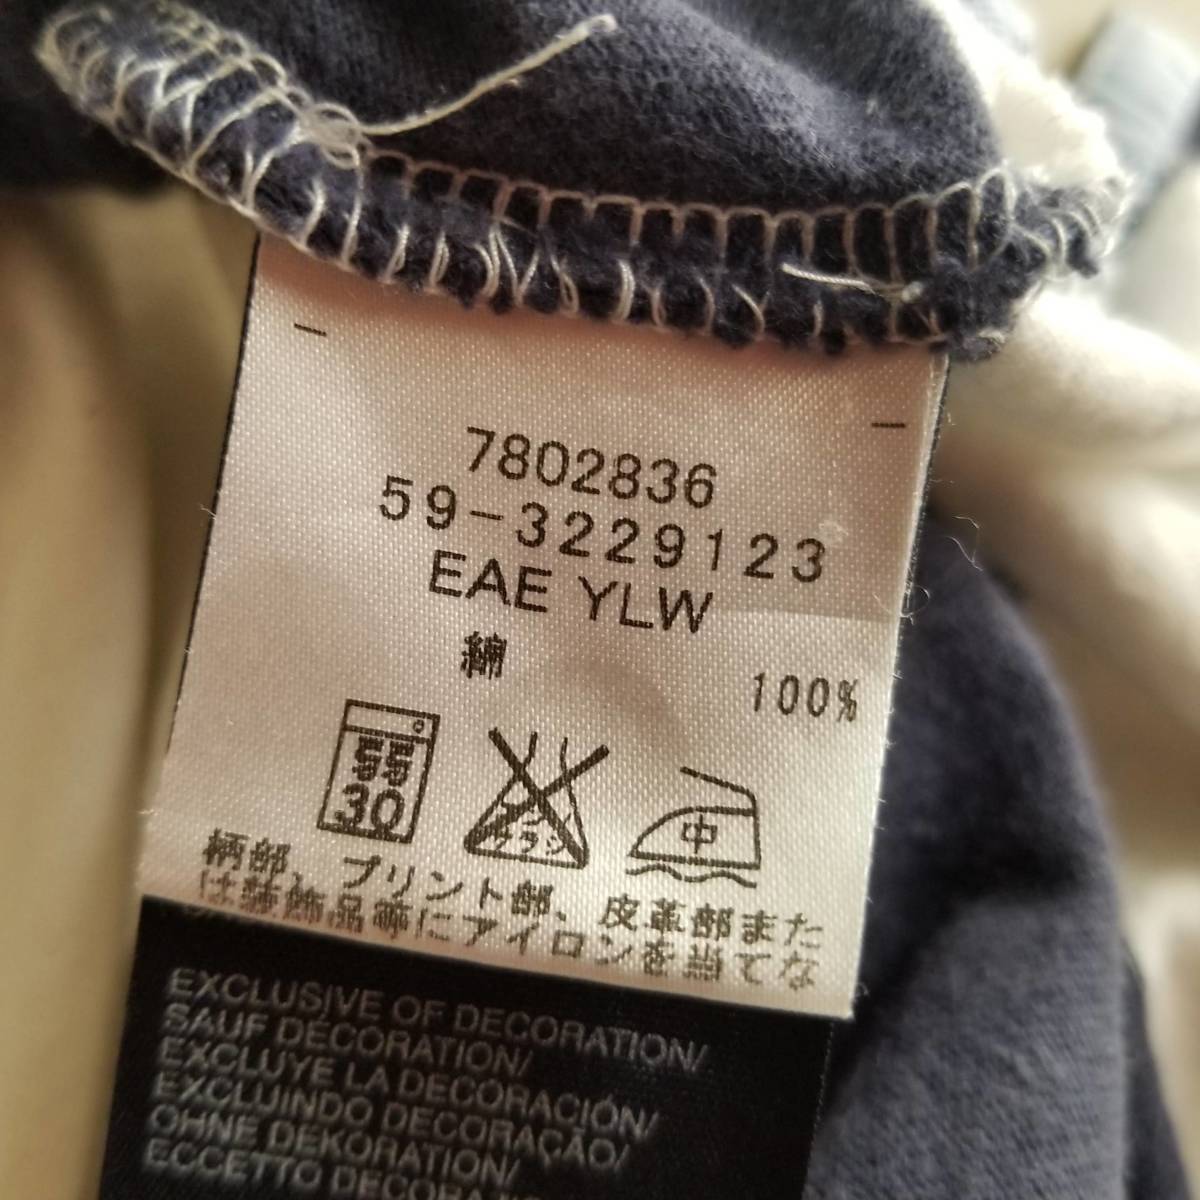 7802836
59-3229123
EAE YLW
綿 100%
30
中
柄部、プリント部、皮革部また
は装飾品等にアイロンを当てな
EXCLUSIVE OF DECORATION/
SAUF DÉCORATION/
EXCLUYE LA DECORACIÓN/
EXCLUINDO DECORAÇÃO/
OHNE DEKORATION/
ECCETTO